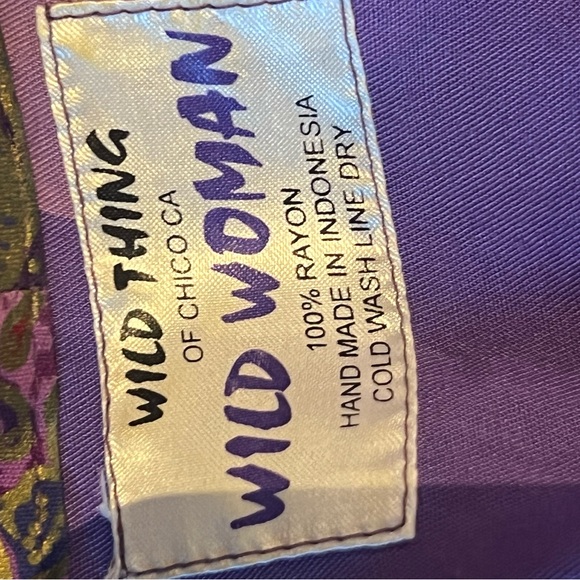 WILD THING
OF CHICO CA
WILD WOMAN
100% RAYON
HAND MADE IN INDONESIA
COLD WASH LINE DRY